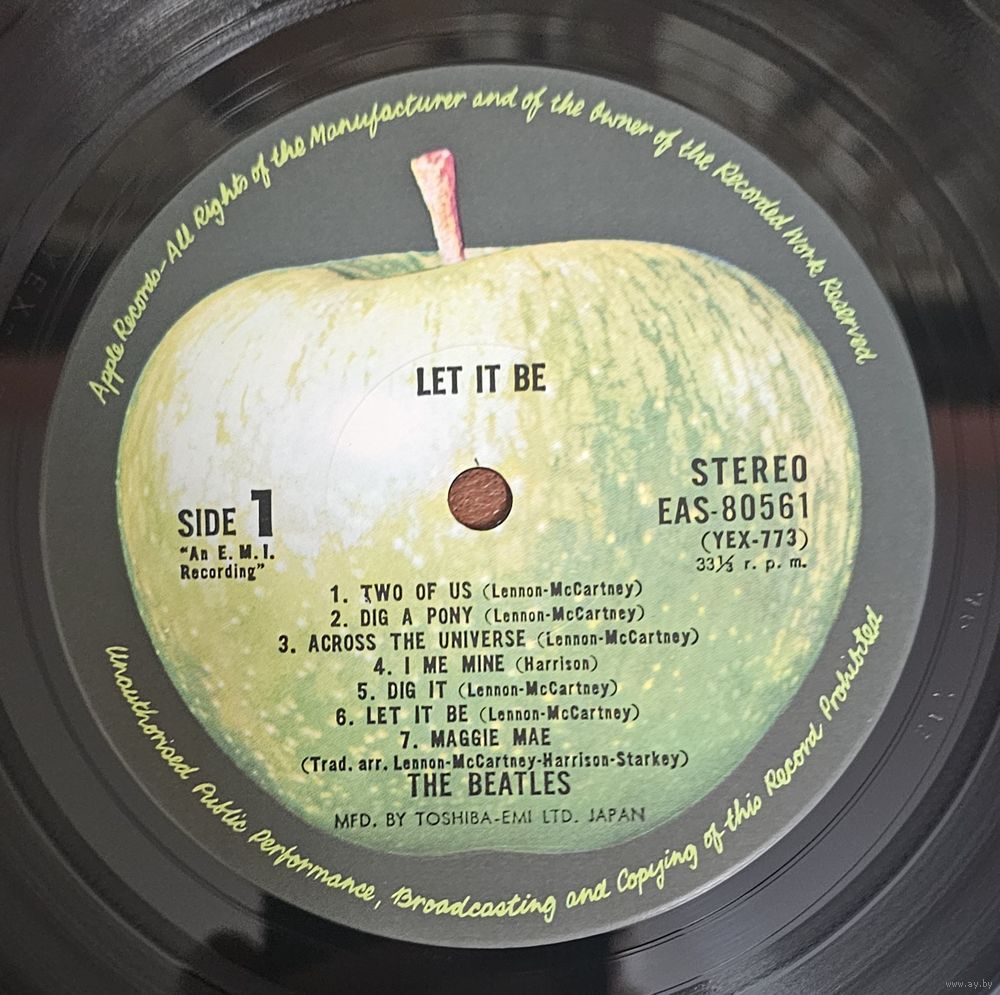 Apple Records-All Rights of the Manufacturer and of the Owner of the Recorded Work Reserved
LET IT BE
STEREO
EAS-80561
(YEX-773)
33⅓ r. p. m.
SIDE 1
"An E. M. I.
Recording"
1. TWO OF US (Lennon-McCartney)
2. DIG A PONY (Lennon-McCartney)
3. ACROSS THE UNIVERSE (Lennon-McCartney)
4. I ME MINE (Harrison)
5. DIG IT (Lennon-McCartney)
6. LET IT BE (Lennon-McCartney)
7. MAGGIE MAE
(Trad. arr. Lennon-McCartney-Harrison-Starkey)
THE BEATLES
MFD. BY TOSHIBA-EMI LTD. JAPAN
Unauthorised Public Performance, Broadcasting and Copying of this Record Prohibited
www.ay.by